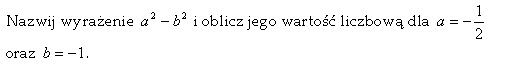 Nazwij wyrażenie a² − b² i oblicz jego wartość liczbową dla a = −1/2
oraz b = −1.